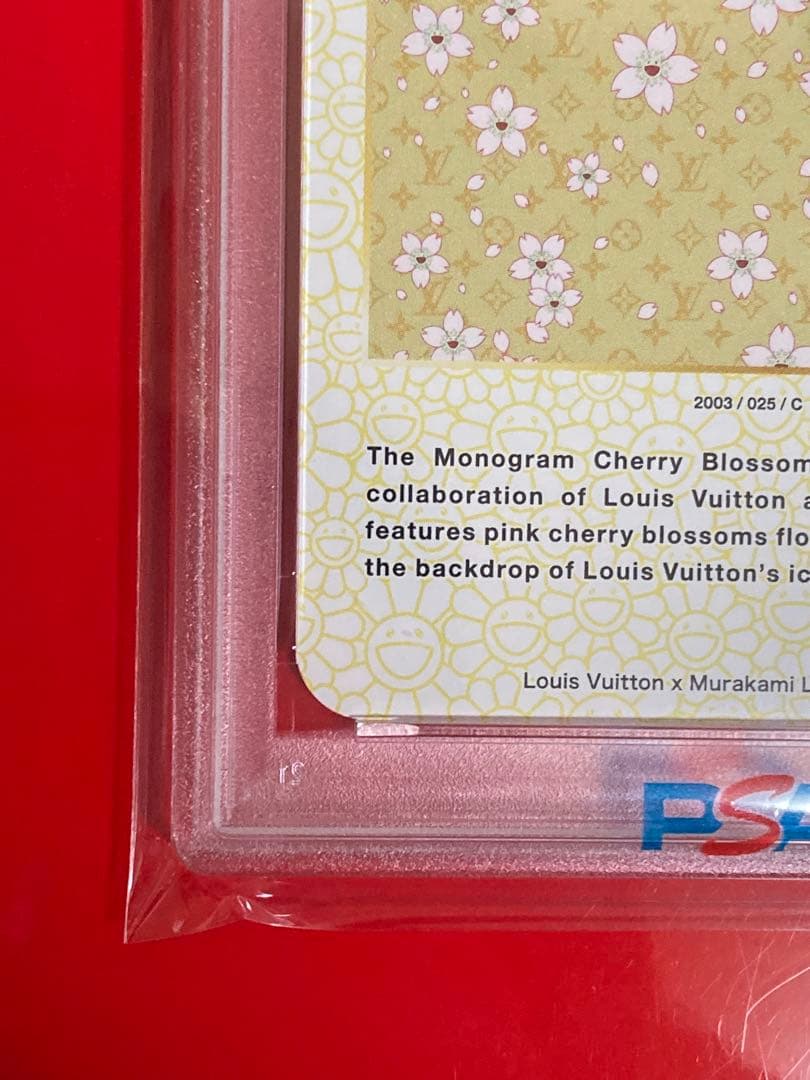 2003 / 025 / C
The Monogram Cherry Blossom
collaboration of Louis Vuitton
features pink cherry blossoms flo
the backdrop of Louis Vuitton's ic
Louis Vuitton x Murakami L
PSA